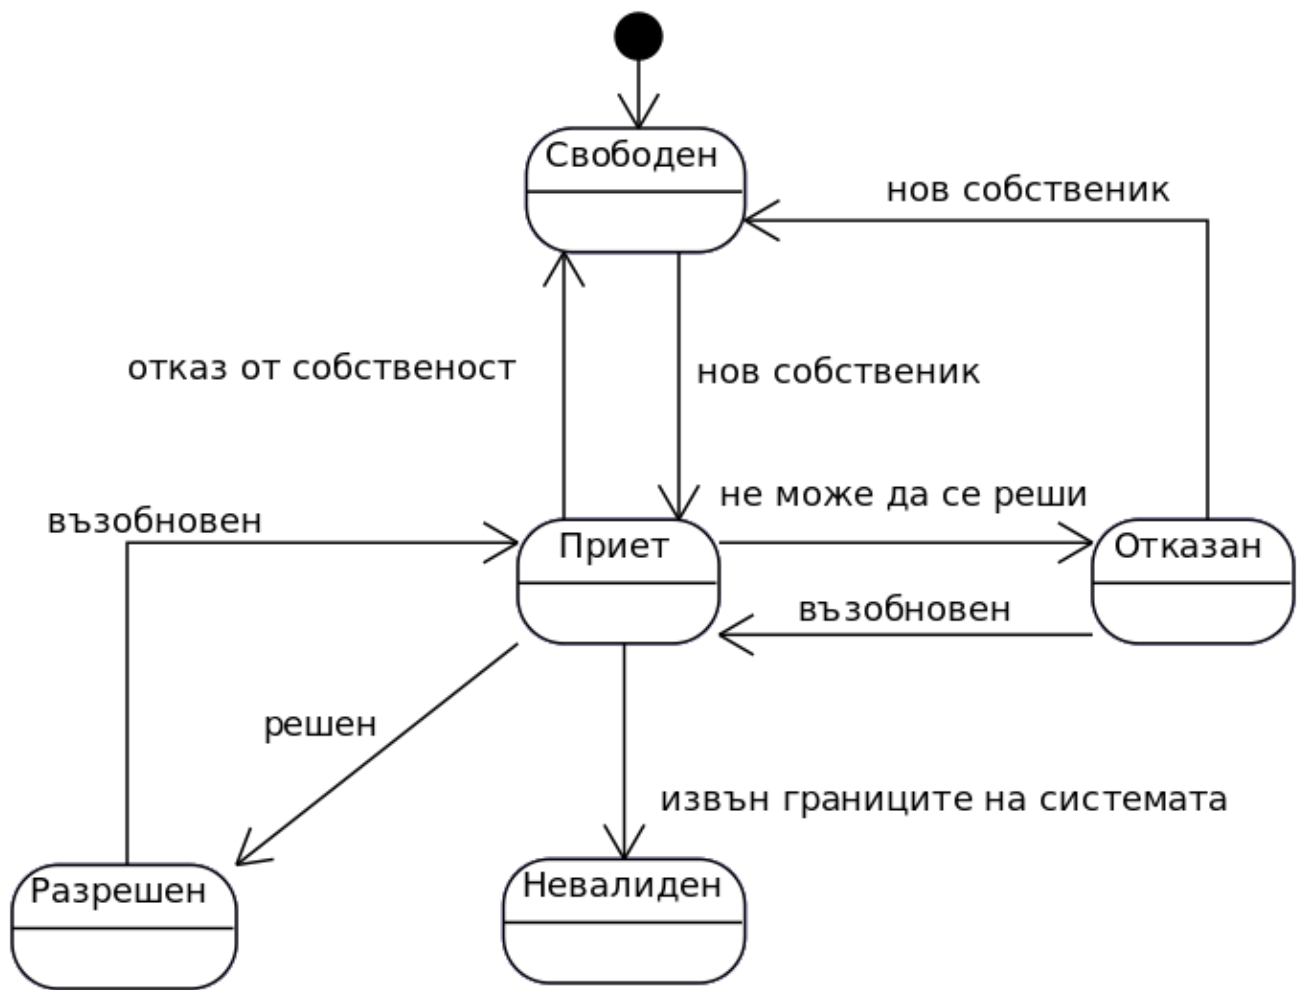 Свободен
нов собственик
отказ от собственост
нов собственик
не може да се реши
възобновен
Приет
Отказан
възобновен
решен
извън границите на системата
Разрешен
Невалиден